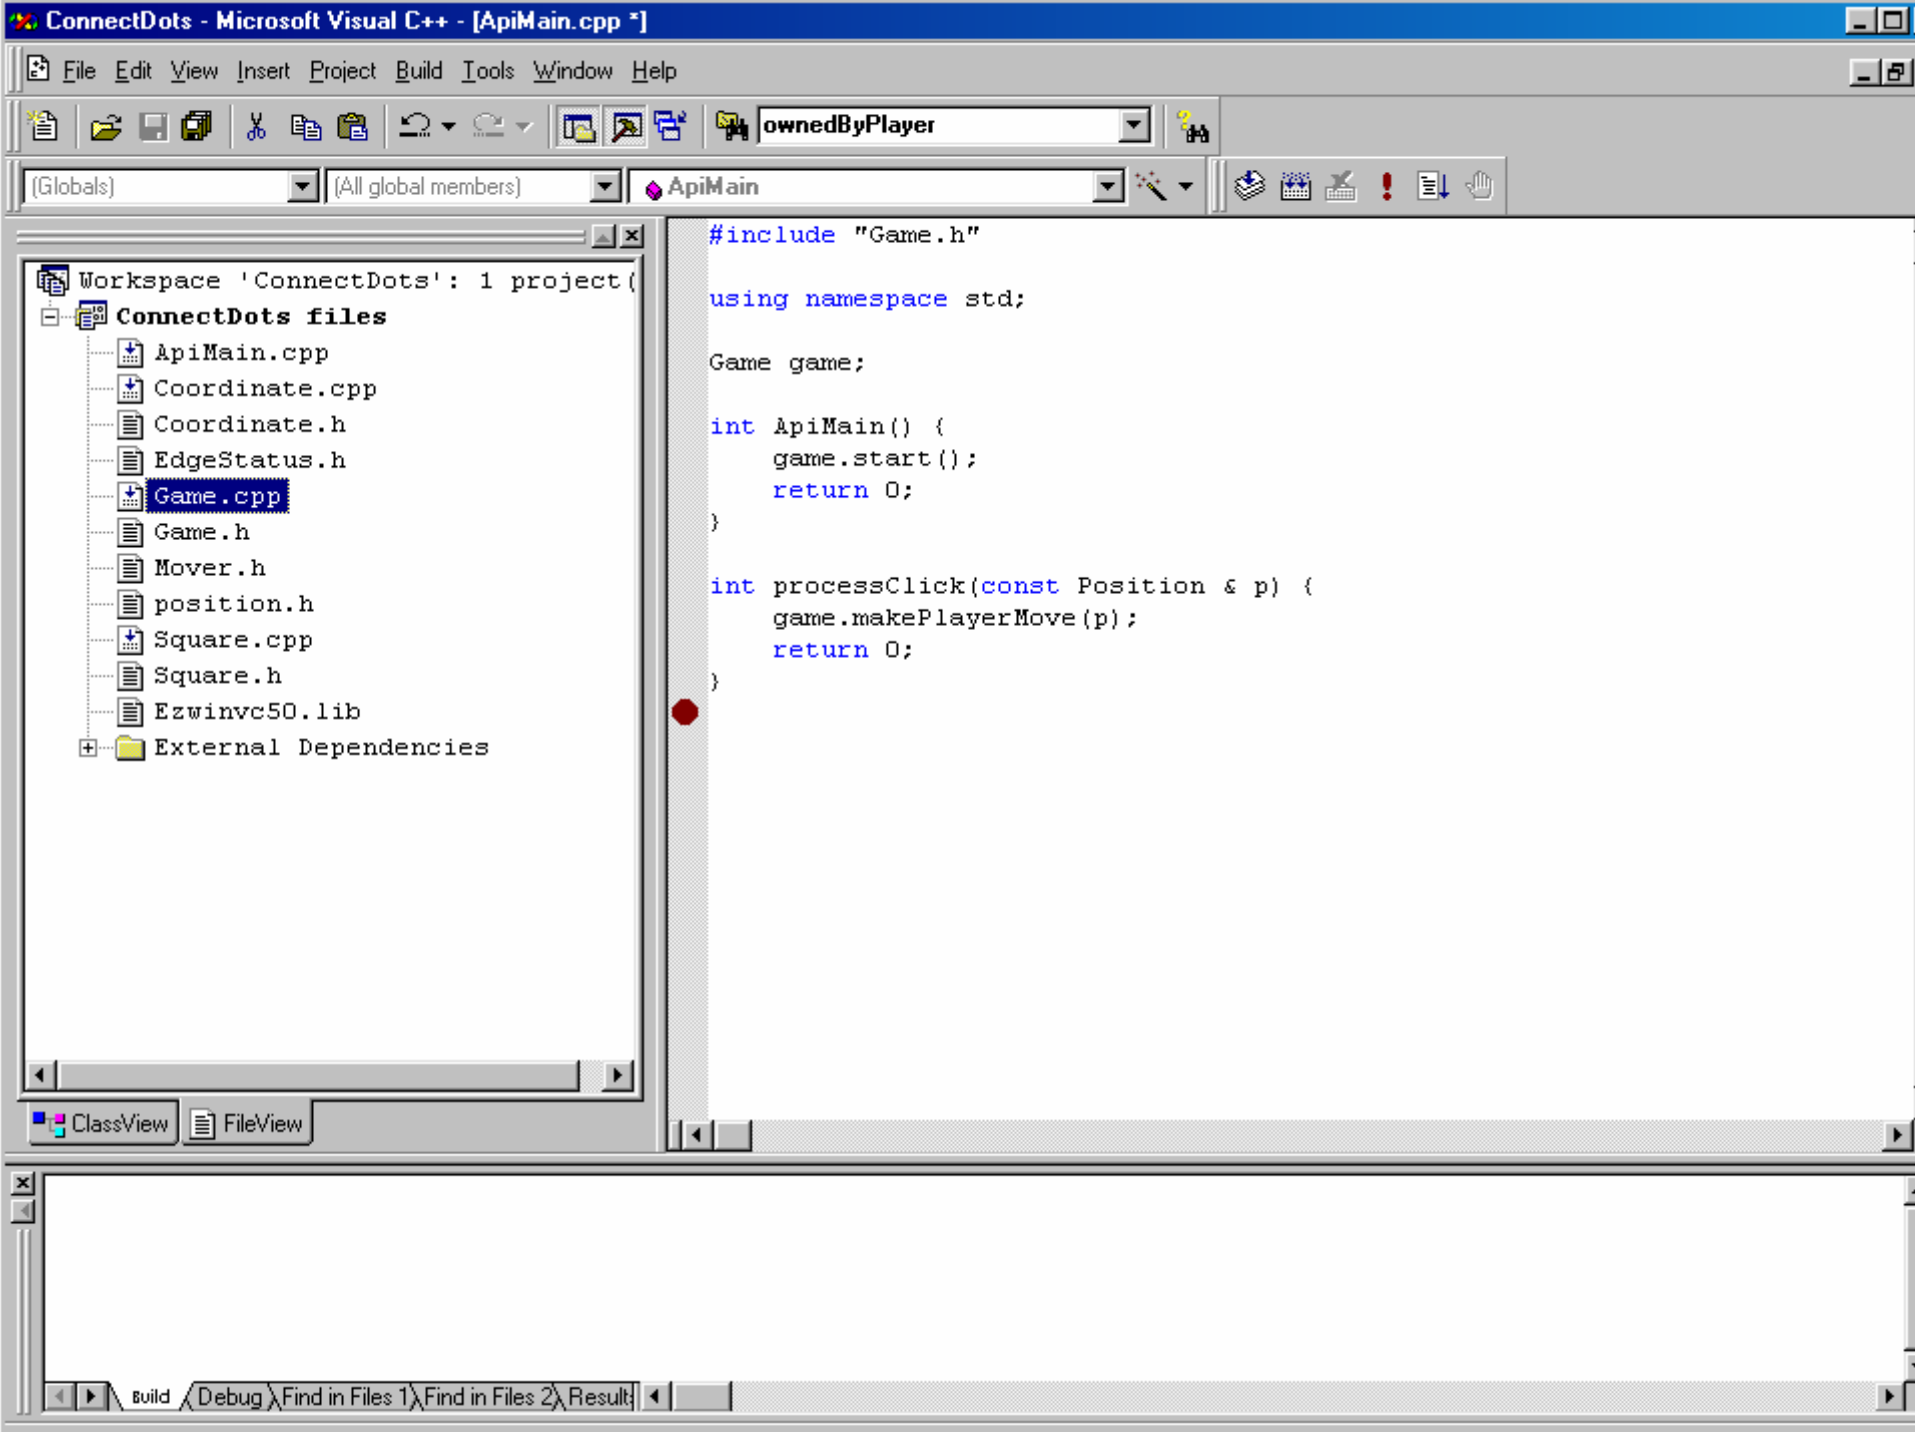 ConnectDots - Microsoft Visual C++ - [ApiMain.cpp *]
File Edit View Insert Project Build Tools Window Help
ownedByPlayer
(Globals) (All global members) ApiMain
Workspace 'ConnectDots': 1 project(
ConnectDots files
ApiMain.cpp
Coordinate.cpp
Coordinate.h
EdgeStatus.h
Game.cpp
Game.h
Mover.h
position.h
Square.cpp
Square.h
Ezwinvc50.lib
External Dependencies
ClassView FileView
#include "Game.h"
using namespace std;
Game game;
int ApiMain() {
game.start();
return 0;
}
int processClick(const Position & p) {
game.makePlayerMove(p);
return 0;
}
Build Debug Find in Files 1 Find in Files 2 Results